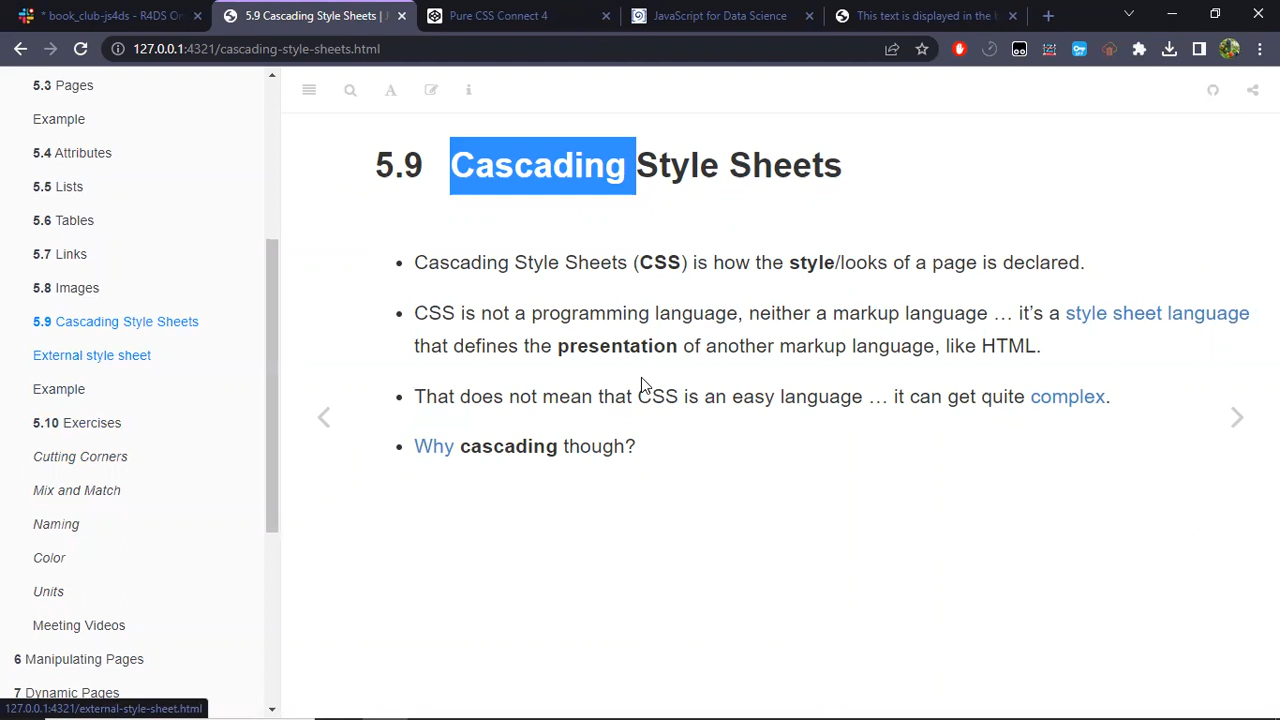 * book_club-js4ds - R4DS On
5.9 Cascading Style Sheets | J
Pure CSS Connect 4
JavaScript for Data Science
This text is displayed in the
127.0.0.1:4321/cascading-style-sheets.html
5.3 Pages
Example
5.4 Attributes
5.5 Lists
5.6 Tables
5.7 Links
5.8 Images
5.9 Cascading Style Sheets
External style sheet
Example
5.10 Exercises
Cutting Corners
Mix and Match
Naming
Color
Units
Meeting Videos
6 Manipulating Pages
7 Dynamic Pages
127.0.0.1:4321/external-style-sheet.html
5.9 Cascading Style Sheets
• Cascading Style Sheets (CSS) is how the style/looks of a page is declared.
• CSS is not a programming language, neither a markup language … it's a style sheet language
that defines the presentation of another markup language, like HTML.
• That does not mean that CSS is an easy language … it can get quite complex.
• Why cascading though?